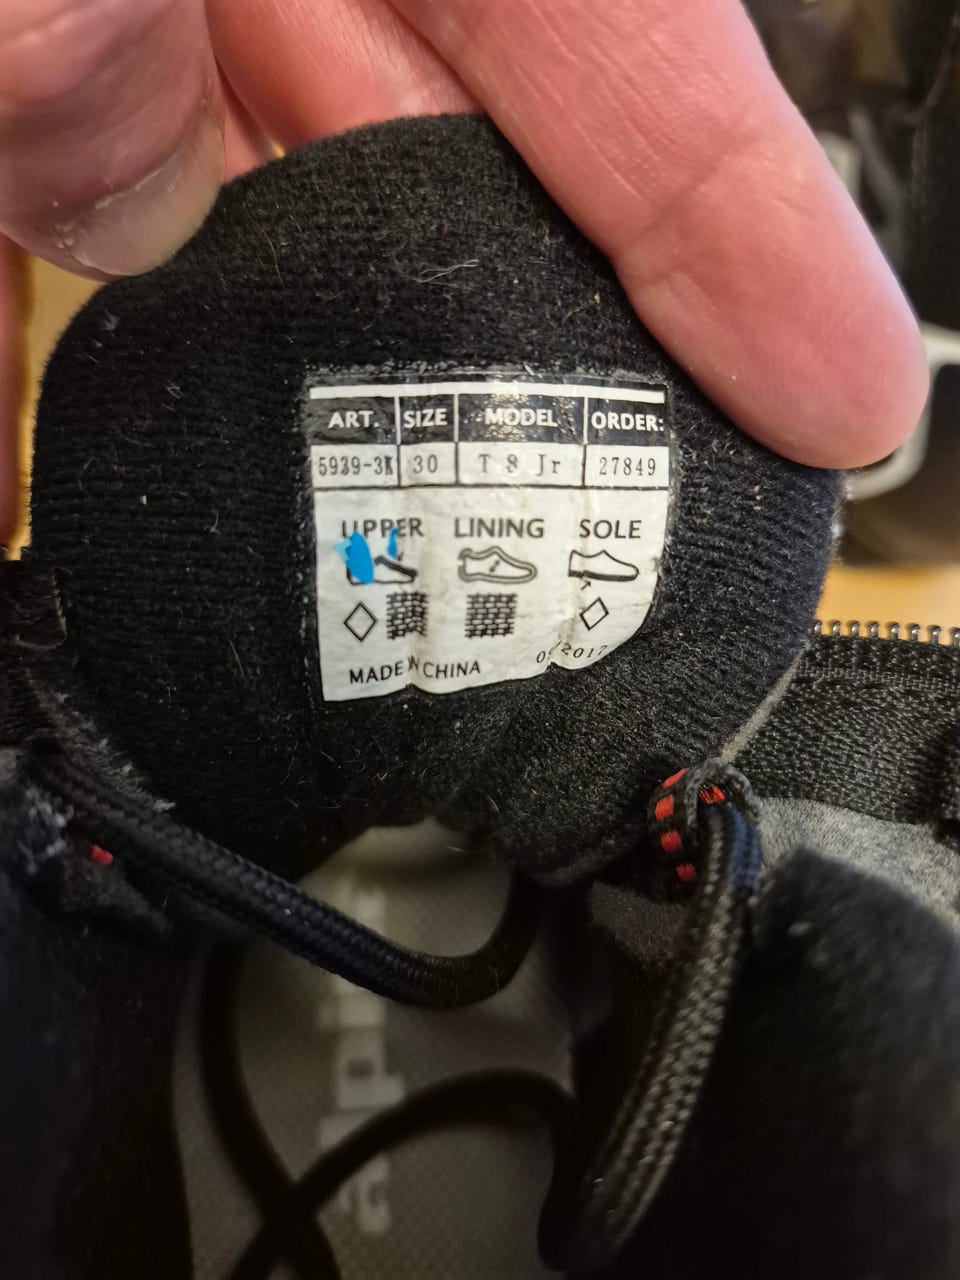 ART. SIZE MODEL ORDER:
5939-3K 30 T 8 Jr 27849
UPPER LINING SOLE
MADE IN CHINA 2017